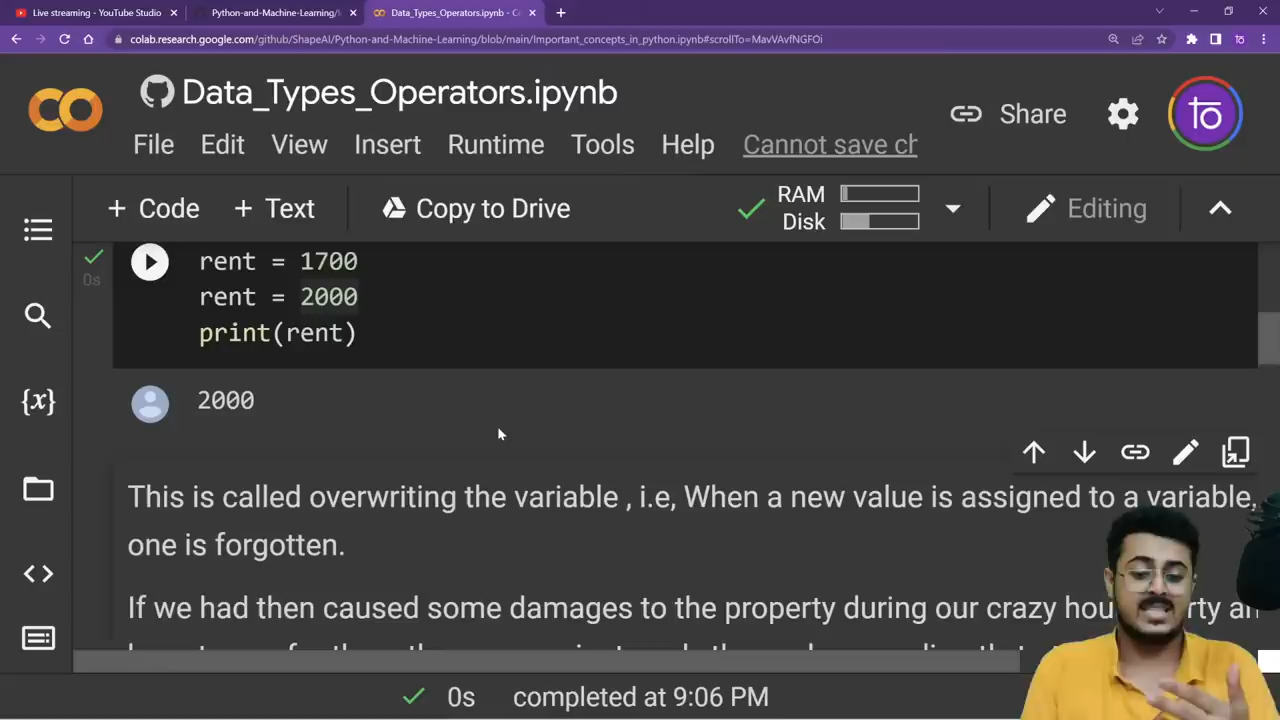 Live streaming - YouTube Studio
Python-and-Machine-Learning/
Data_Types_Operators.ipynb - C
colab.research.google.com/github/ShapeAI/Python-and-Machine-Learning/blob/main/Important_concepts_in_python.ipynb#scrollTo=MavVAvfNGFOi
Data_Types_Operators.ipynb
Share
File Edit View Insert Runtime Tools Help Cannot save ch
+ Code + Text Copy to Drive
RAM
Disk
Editing
0s
rent = 1700
rent = 2000
print(rent)
{x}
2000
This is called overwriting the variable , i.e, When a new value is assigned to a variable,
one is forgotten.
If we had then caused some damages to the property during our crazy hou
0s completed at 9:06 PM